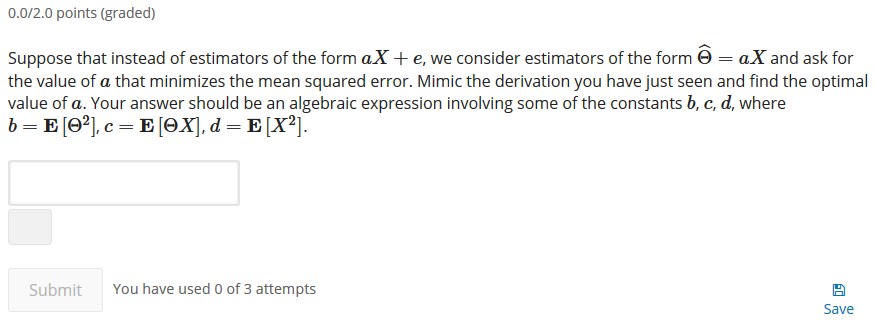 0.0/2.0 points (graded)
Suppose that instead of estimators of the form aX + e, we consider estimators of the form Θ̂ = aX and ask for
the value of a that minimizes the mean squared error. Mimic the derivation you have just seen and find the optimal
value of a. Your answer should be an algebraic expression involving some of the constants b, c, d, where
b = E [Θ²], c = E [ΘX], d = E [X²].
Submit You have used 0 of 3 attempts
Save